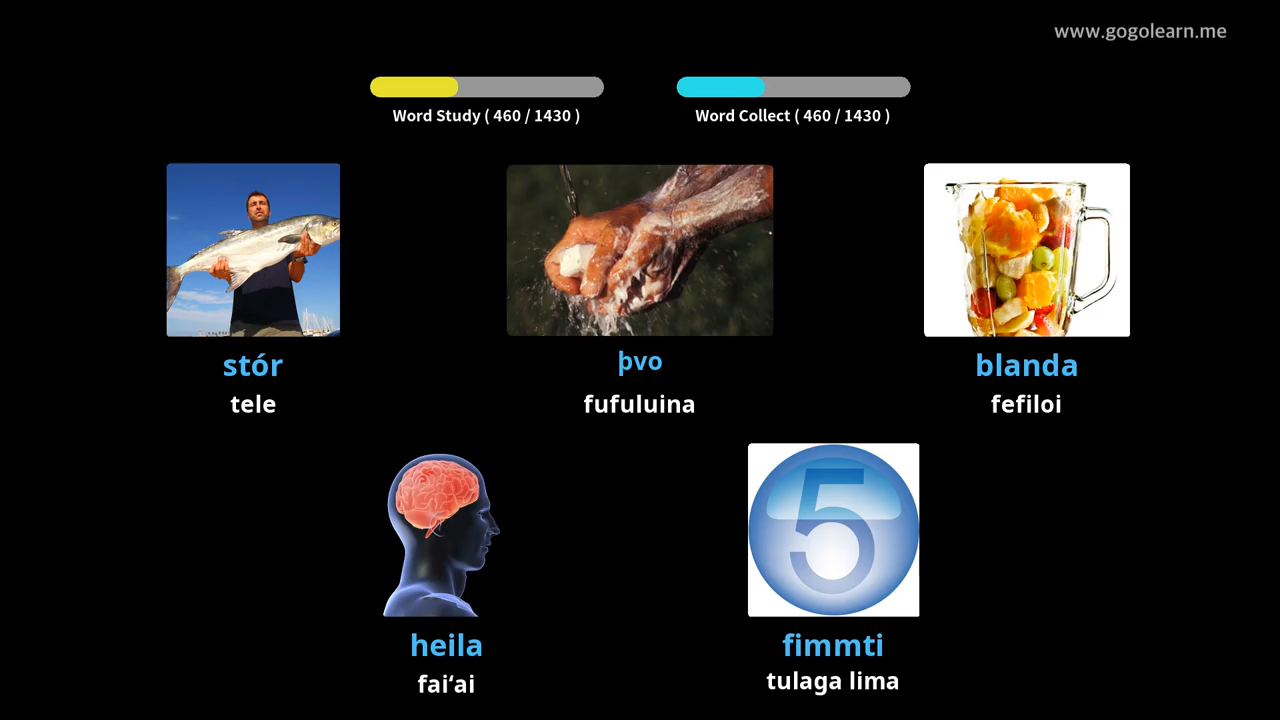 www.gogolearn.me
Word Study ( 460 / 1430 )
Word Collect ( 460 / 1430 )
stór
tele
þvo
fufuluina
blanda
fefiloi
5
heila
fai‘ai
fimmti
tulaga lima